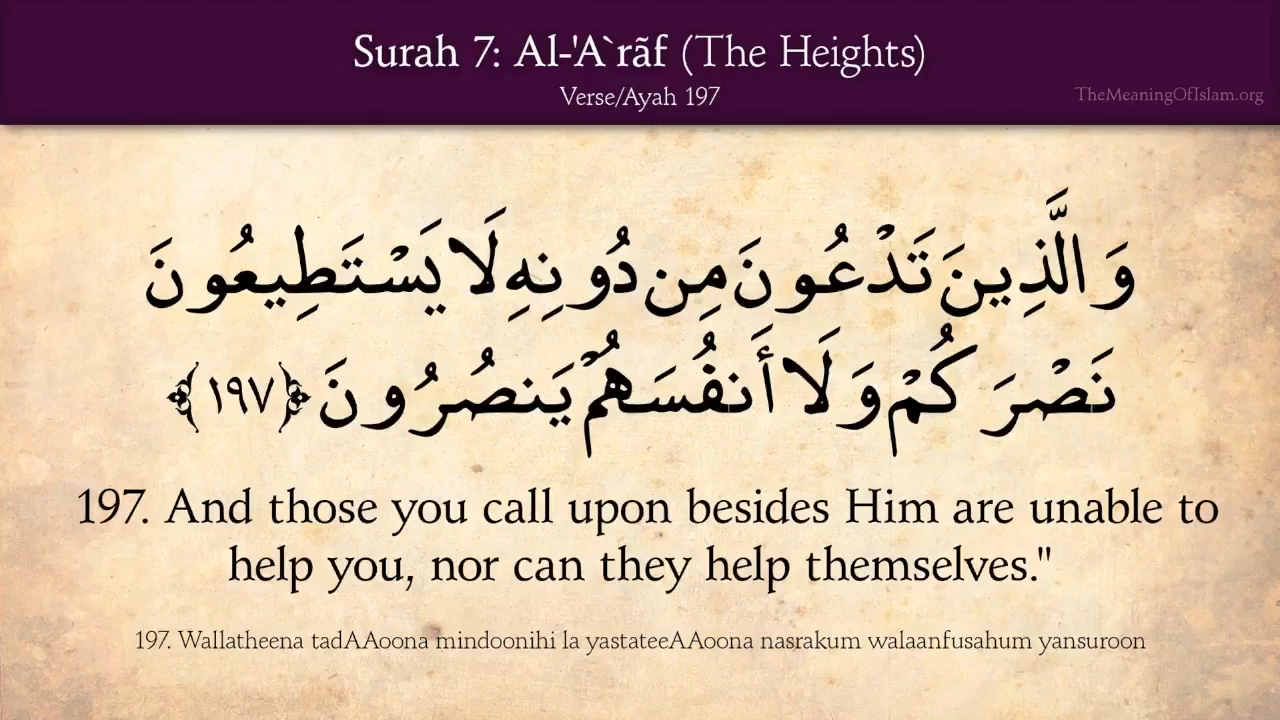 Surah 7: Al-'A`rãf (The Heights)
Verse/Ayah 197
TheMeaningOfIslam.org
وَالَّذِينَ تَدْعُونَ مِن دُونِهِ لَا يَسْتَطِيعُونَ
نَصْرَكُمْ وَلَا أَنفُسَهُمْ يَنصُرُونَ ﴿١٩٧﴾
197. And those you call upon besides Him are unable to
help you, nor can they help themselves."
197. Wallatheena tadAAoona mindoonihi la yastateeAAoona nasrakum walaanfusahum yansuroon